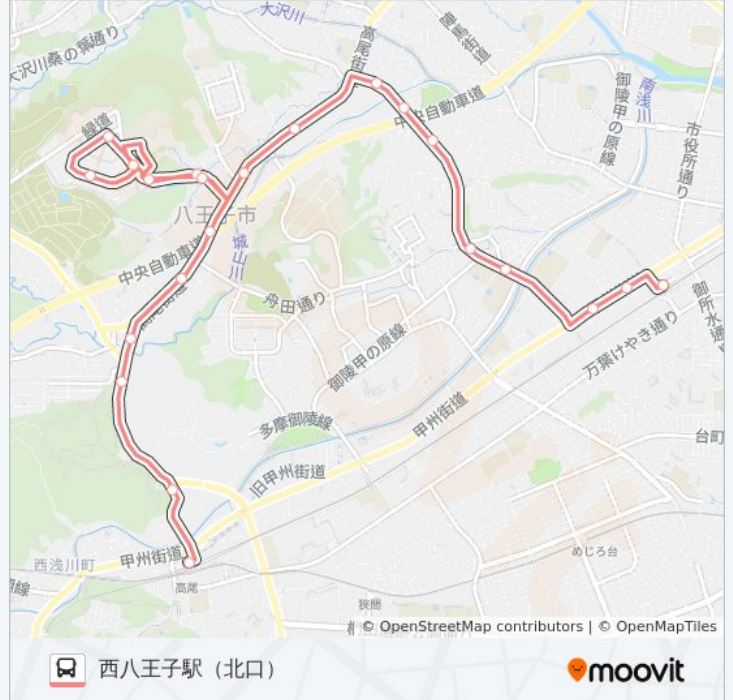 大沢川
高尾街
陣馬街道
大沢川桑の葉通り
南浅川
御陵甲の原線
中央自動車道
市役所通り
緑道
八王子市
城山川
中央自動車道
舟田通り
御所水通
御陵甲の原線
万葉けやき通り
甲州街道
多摩御陵線
台町
旧甲州街道
甲州街道
西浅川町
めじろ台
高尾
狭間
© OpenStreetMap contributors | © OpenMapTiles
西八王子駅（北口）
moovit